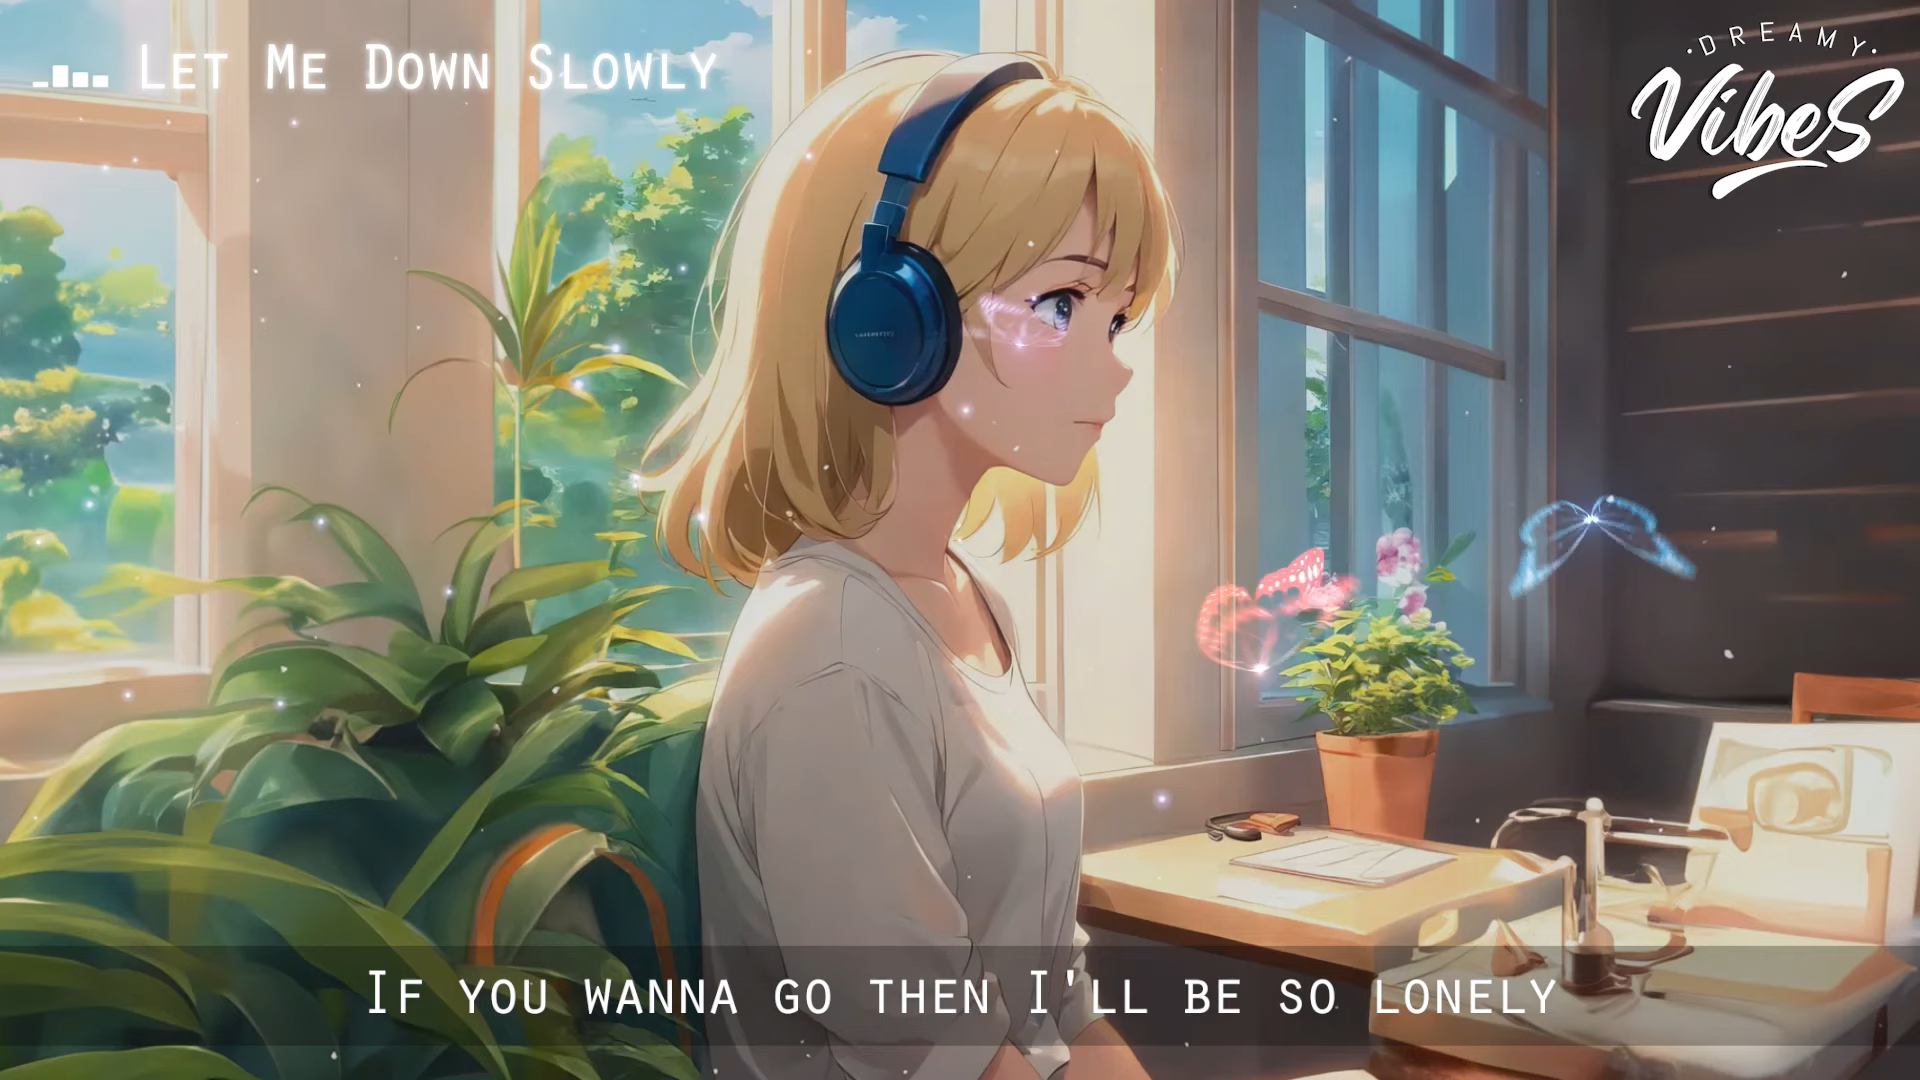 Let Me Down Slowly
·DREAMY·
Vibes
If you wanna go then I'll be so lonely